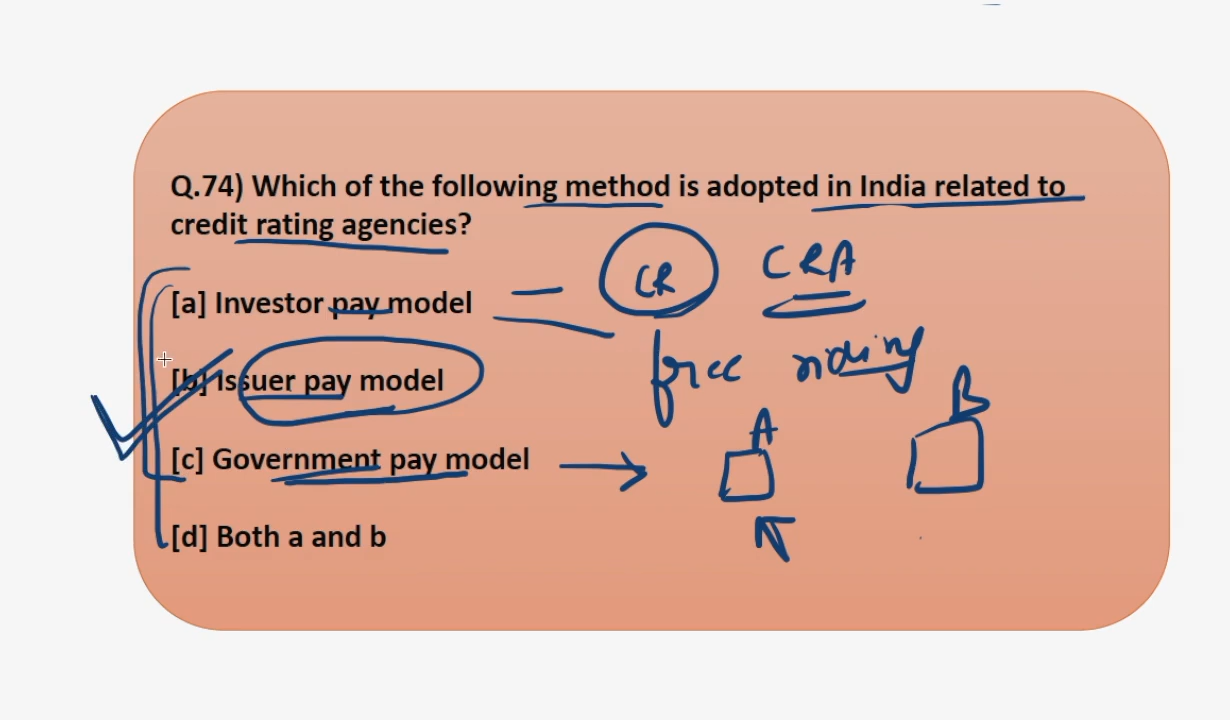 Q.74) Which of the following method is adopted in India related to
credit rating agencies?
CR CRA
[a] Investor pay model
free riding
[b] Issuer pay model
A B
[c] Government pay model
[d] Both a and b